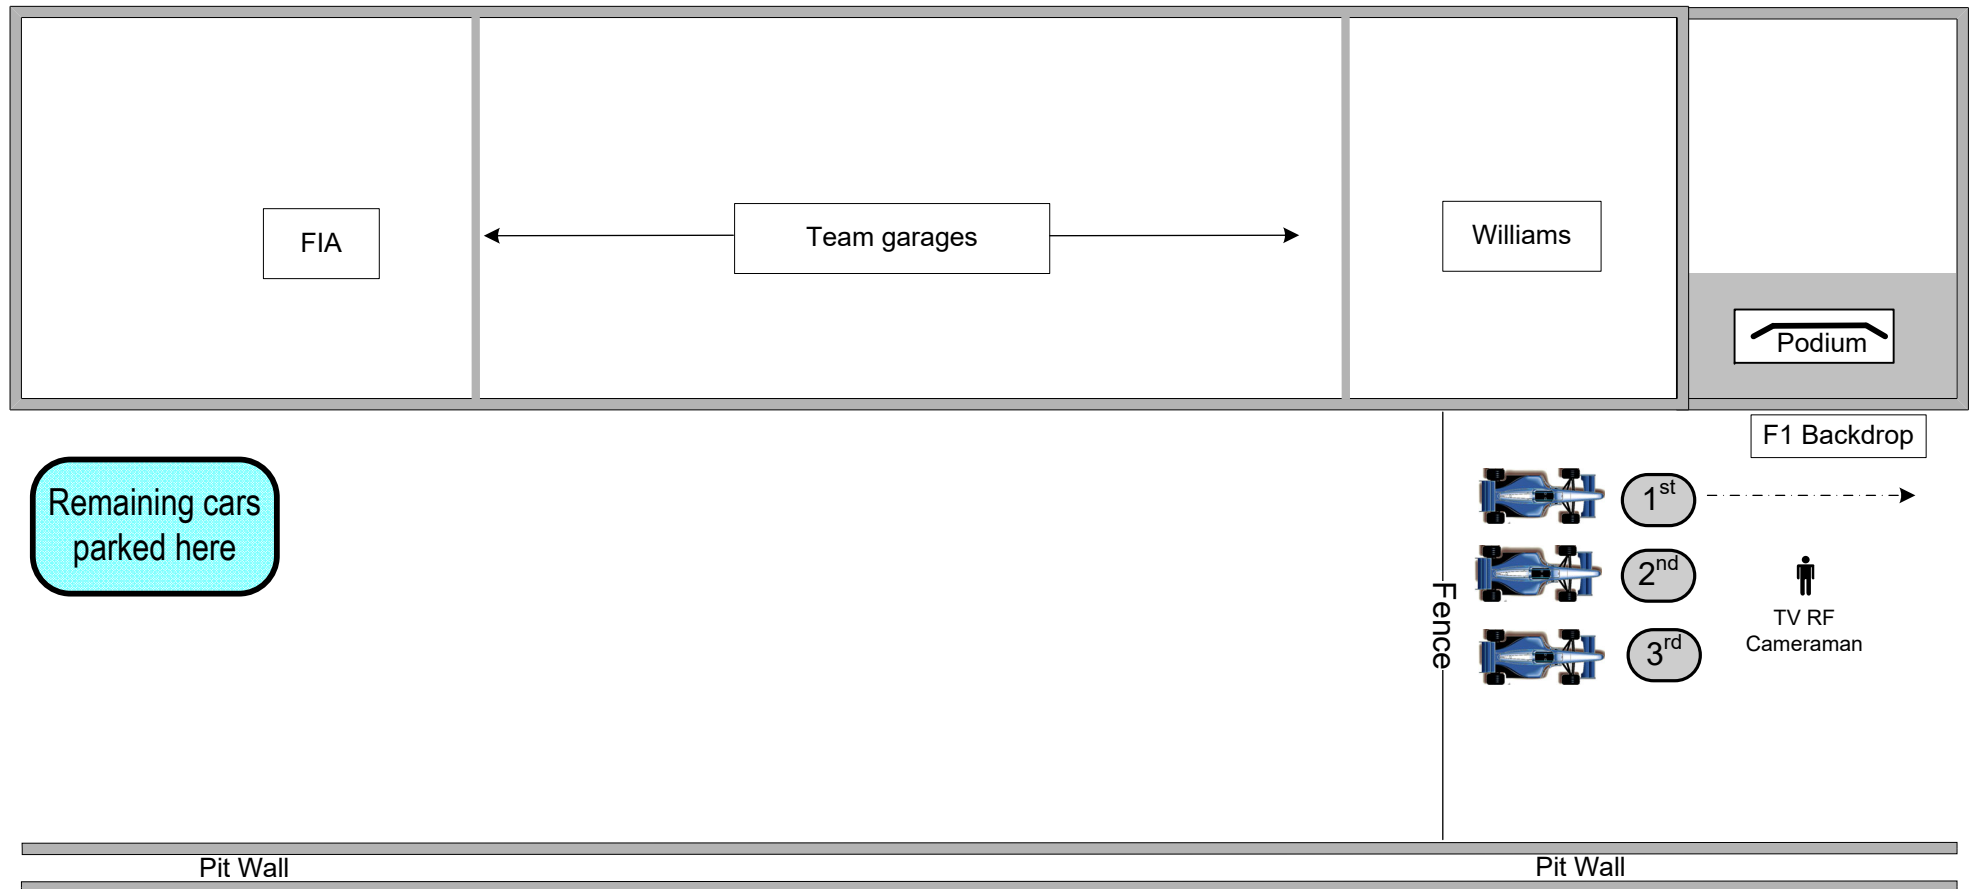 FIA
Team garages
Williams
Podium
F1 Backdrop
Remaining cars
parked here
1st
2nd
3rd
Fence
TV RF
Cameraman
Pit Wall
Pit Wall